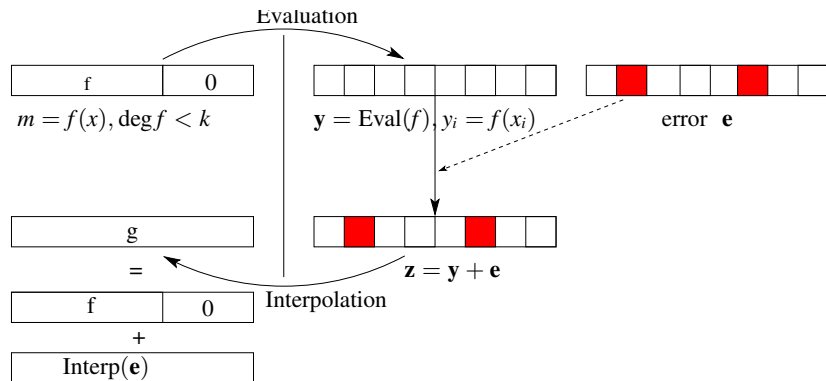 Evaluation
f 0
m = f(x), deg f < k
y = Eval(f), y_i = f(x_i)
error e
g
=
z = y + e
Interpolation
f 0
+
Interp(e)